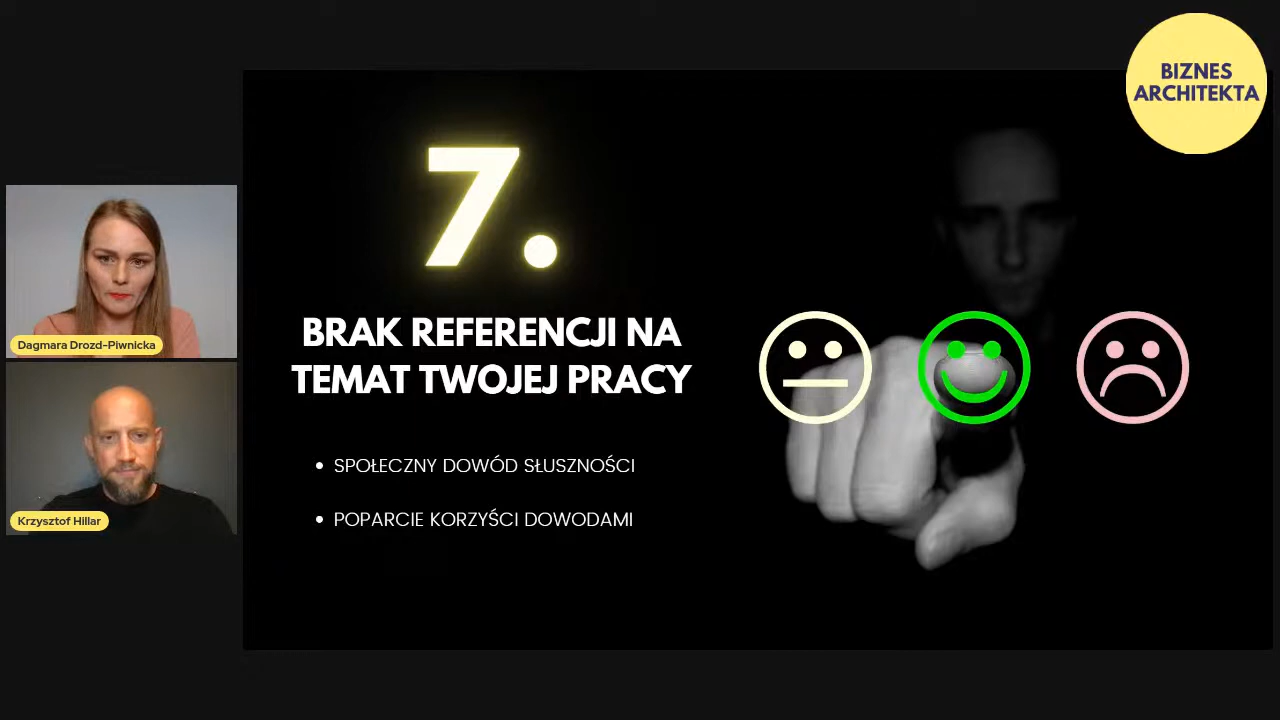 BIZNES
ARCHITEKTA
7.
BRAK REFERENCJI NA
TEMAT TWOJEJ PRACY
• SPOŁECZNY DOWÓD SŁUSZNOŚCI
• POPARCIE KORZYŚCI DOWODAMI
Dagmara Drozd-Piwnicka
Krzysztof Hillar